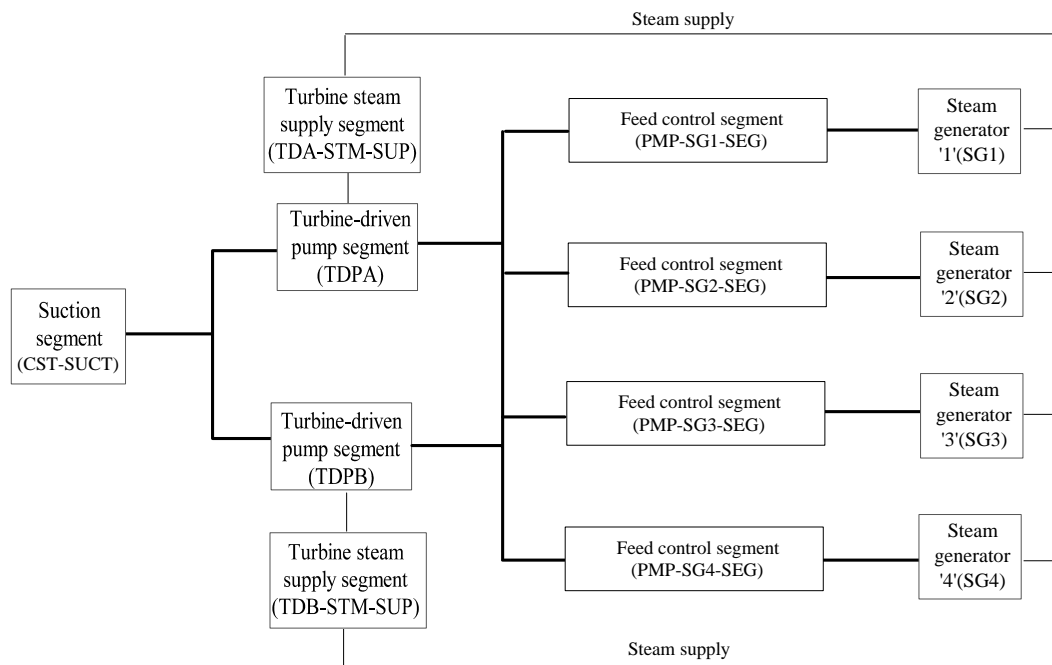 Steam supply
Turbine steam
supply segment
(TDA-STM-SUP)
Feed control segment
(PMP-SG1-SEG)
Steam
generator
'1'(SG1)
Turbine-driven
pump segment
(TDPA)
Feed control segment
(PMP-SG2-SEG)
Steam
generator
'2'(SG2)
Suction
segment
(CST-SUCT)
Turbine-driven
pump segment
(TDPB)
Feed control segment
(PMP-SG3-SEG)
Steam
generator
'3'(SG3)
Turbine steam
supply segment
(TDB-STM-SUP)
Feed control segment
(PMP-SG4-SEG)
Steam
generator
'4'(SG4)
Steam supply